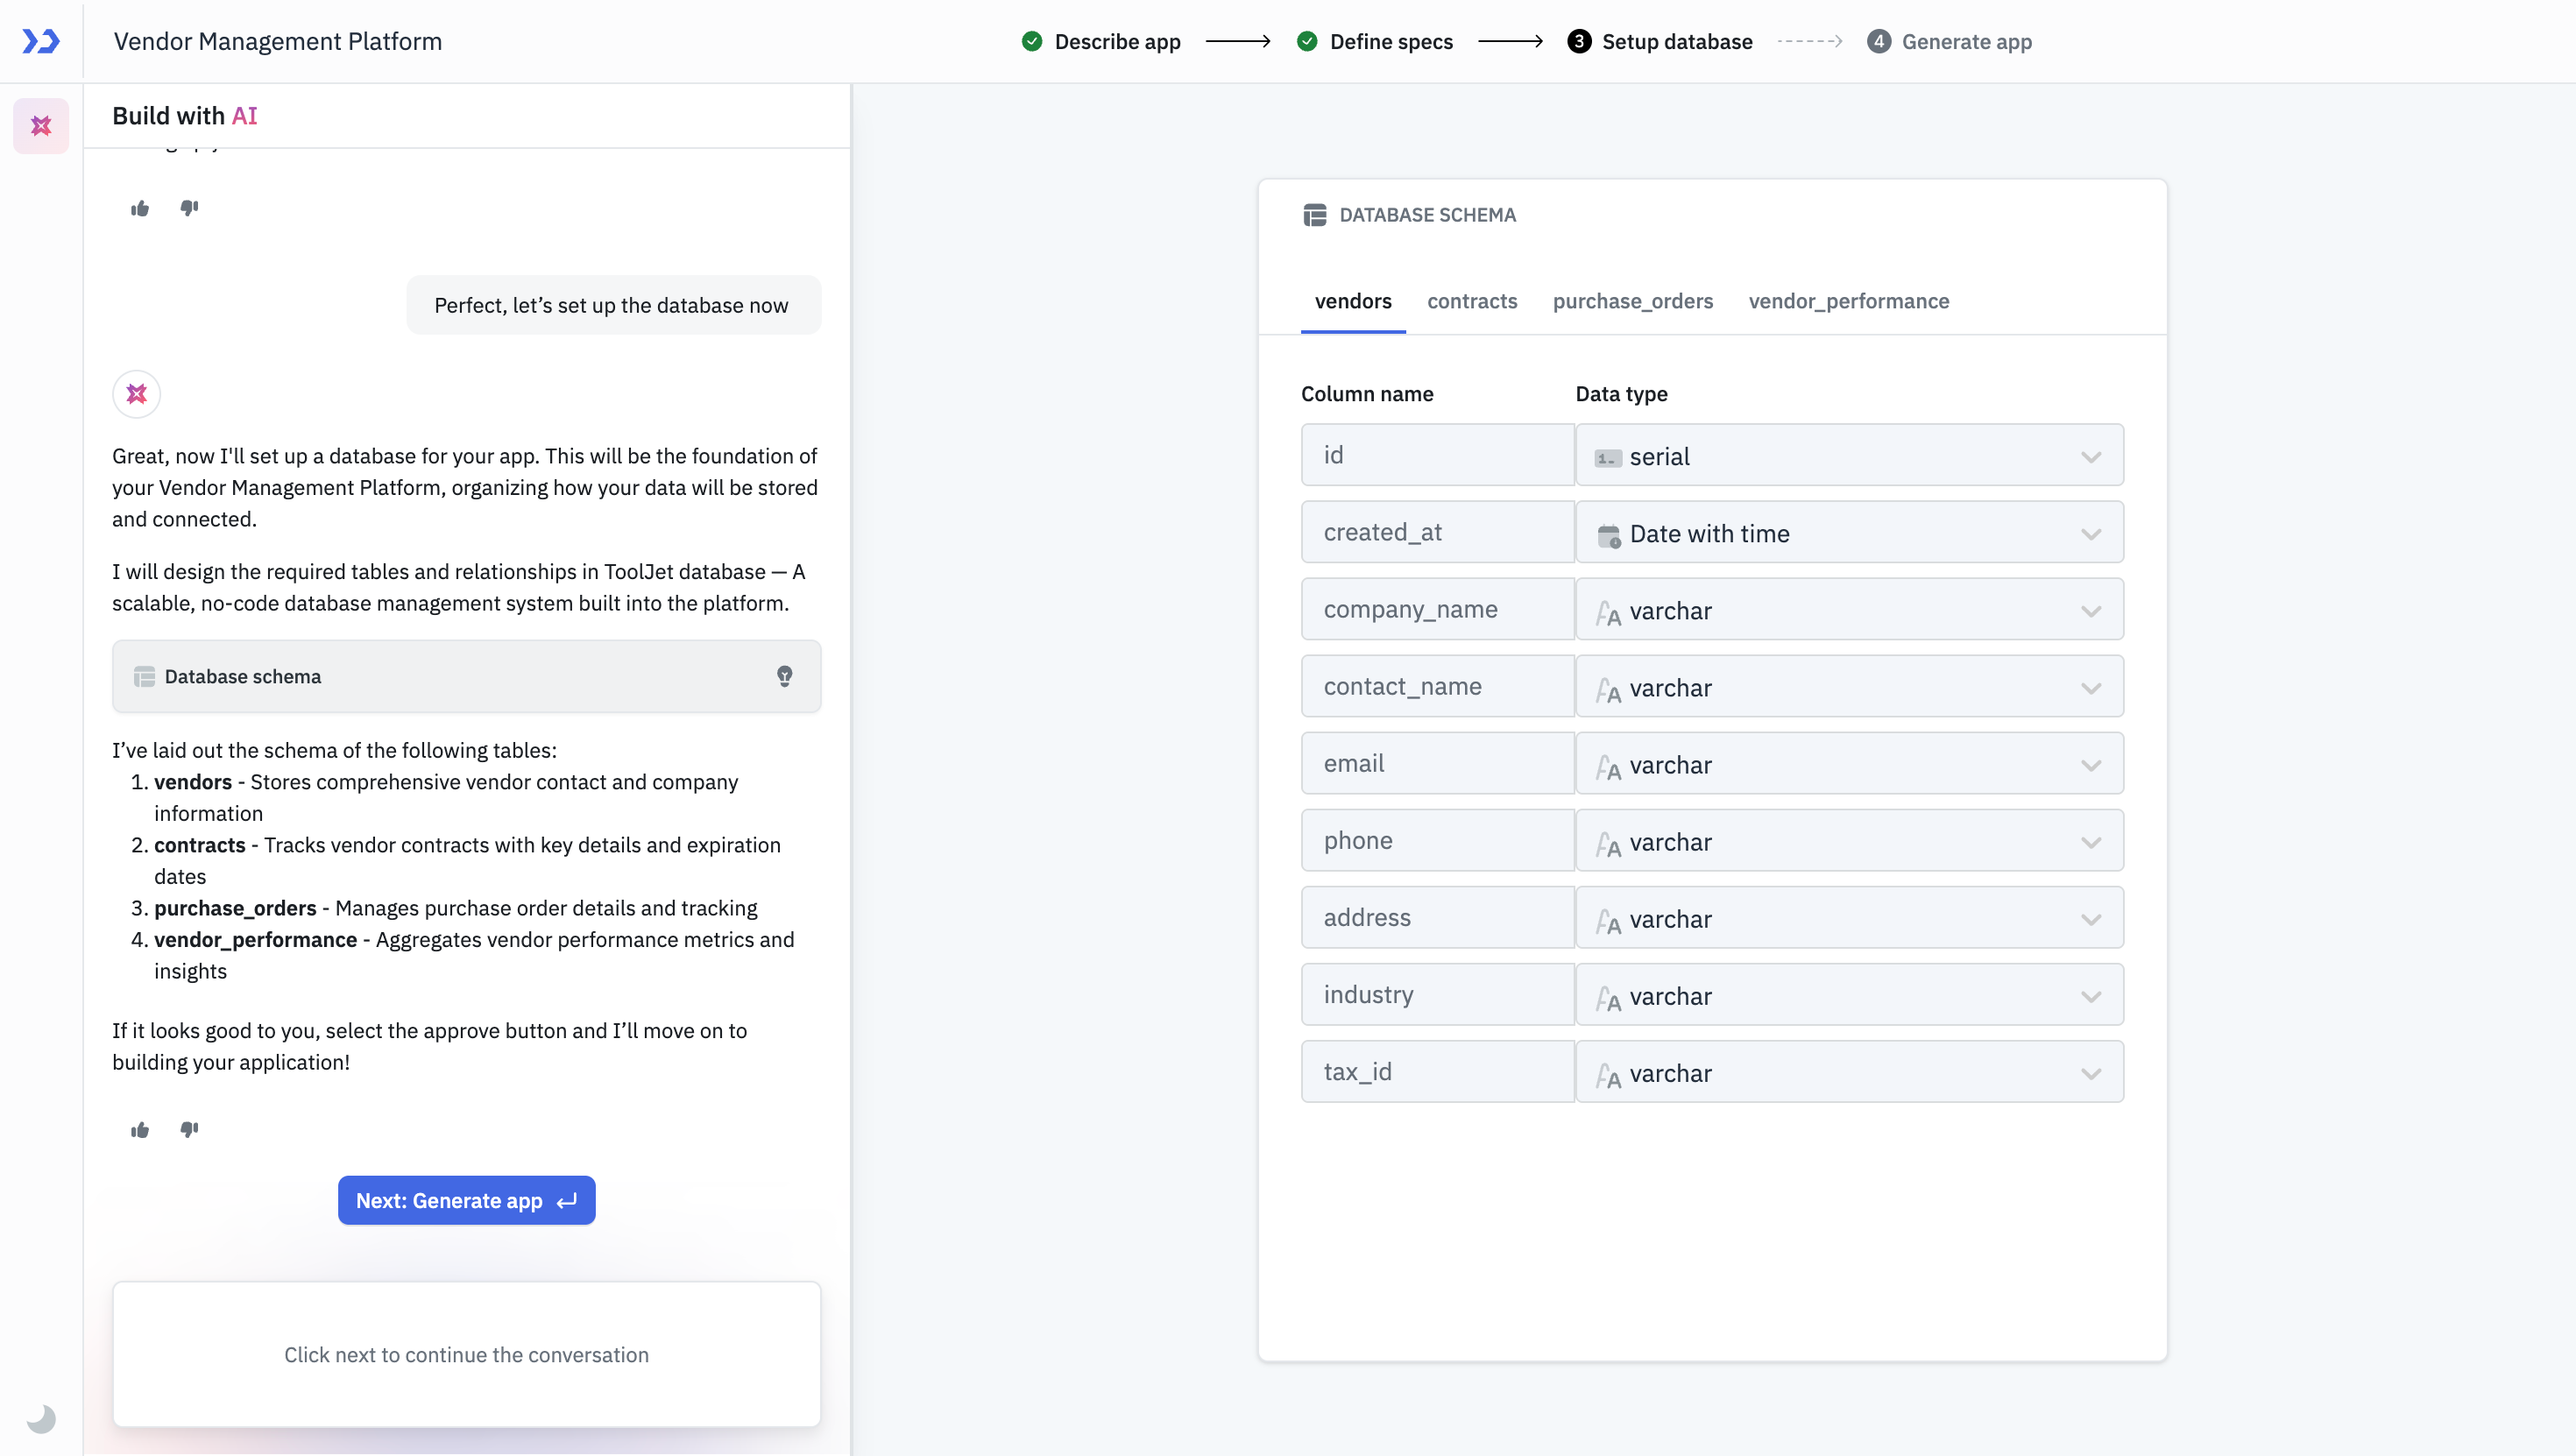 Vendor Management Platform
Describe app
Define specs
3 Setup database
4 Generate app
Build with AI
Perfect, let’s set up the database now
Great, now I'll set up a database for your app. This will be the foundation of
your Vendor Management Platform, organizing how your data will be stored
and connected.
I will design the required tables and relationships in ToolJet database — A
scalable, no-code database management system built into the platform.
Database schema
I’ve laid out the schema of the following tables:
1. vendors - Stores comprehensive vendor contact and company
information
2. contracts - Tracks vendor contracts with key details and expiration
dates
3. purchase_orders - Manages purchase order details and tracking
4. vendor_performance - Aggregates vendor performance metrics and
insights
If it looks good to you, select the approve button and I’ll move on to
building your application!
Next: Generate app
Click next to continue the conversation
DATABASE SCHEMA
vendors contracts purchase_orders vendor_performance
Column name Data type
id serial
created_at Date with time
company_name varchar
contact_name varchar
email varchar
phone varchar
address varchar
industry varchar
tax_id varchar